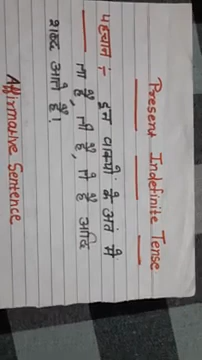 Present Indefinite Tense
पहचान :- इन वाक्यों के अंत में
ता है, ती है, ते हैं आदि
शब्द आते हैं।
Affirmative Sentence